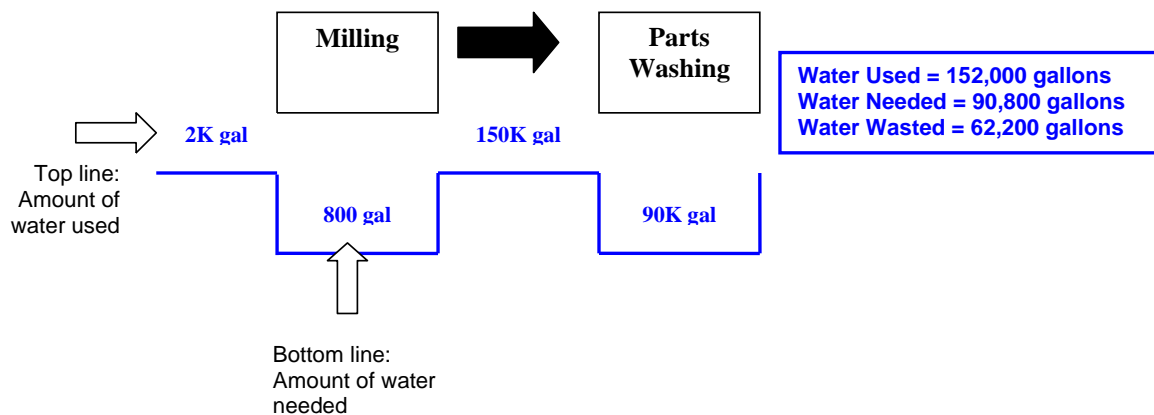 Milling
Parts
Washing
Water Used = 152,000 gallons
Water Needed = 90,800 gallons
Water Wasted = 62,200 gallons
2K gal
150K gal
Top line:
Amount of
water used
800 gal
90K gal
Bottom line:
Amount of water
needed